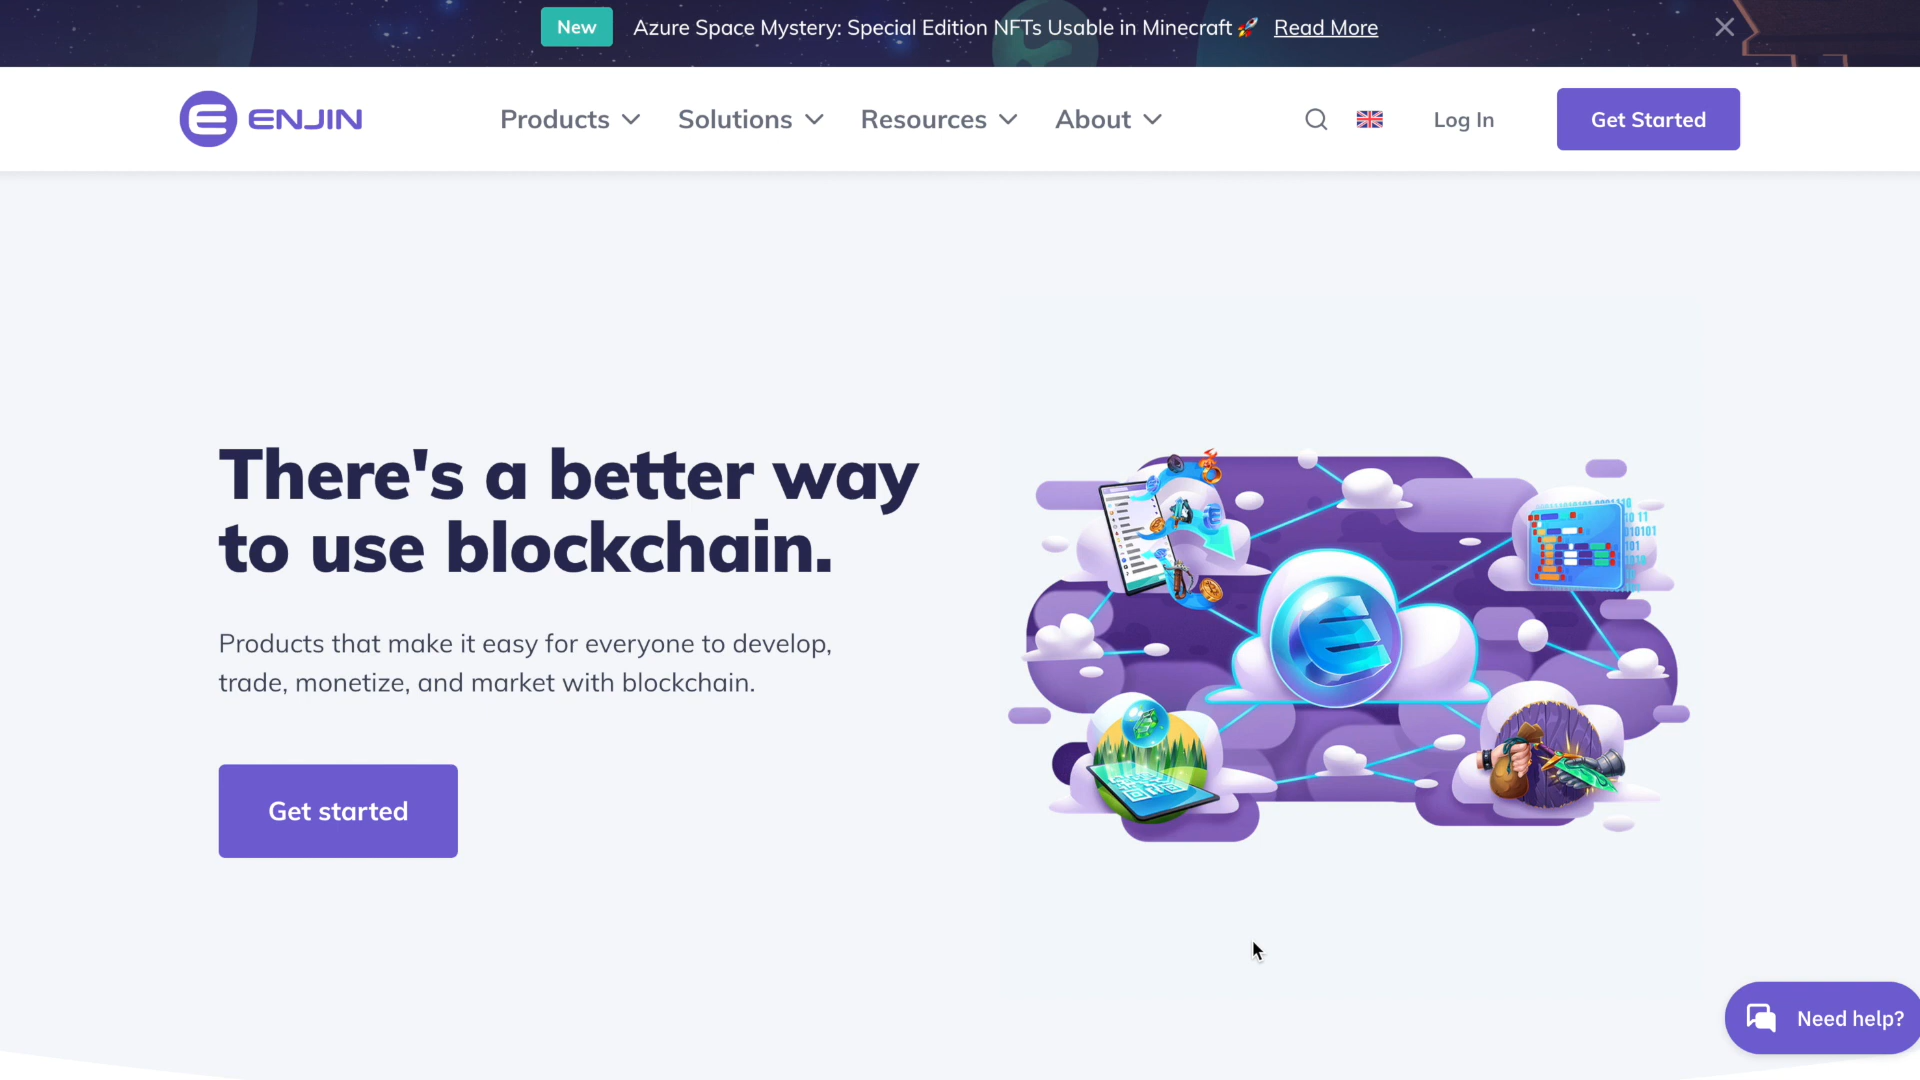 New Azure Space Mystery: Special Edition NFTs Usable in Minecraft 🚀 Read More
ENJIN Products Solutions Resources About Log In Get Started
There's a better way
to use blockchain.
Products that make it easy for everyone to develop,
trade, monetize, and market with blockchain.
Get started
Need help?